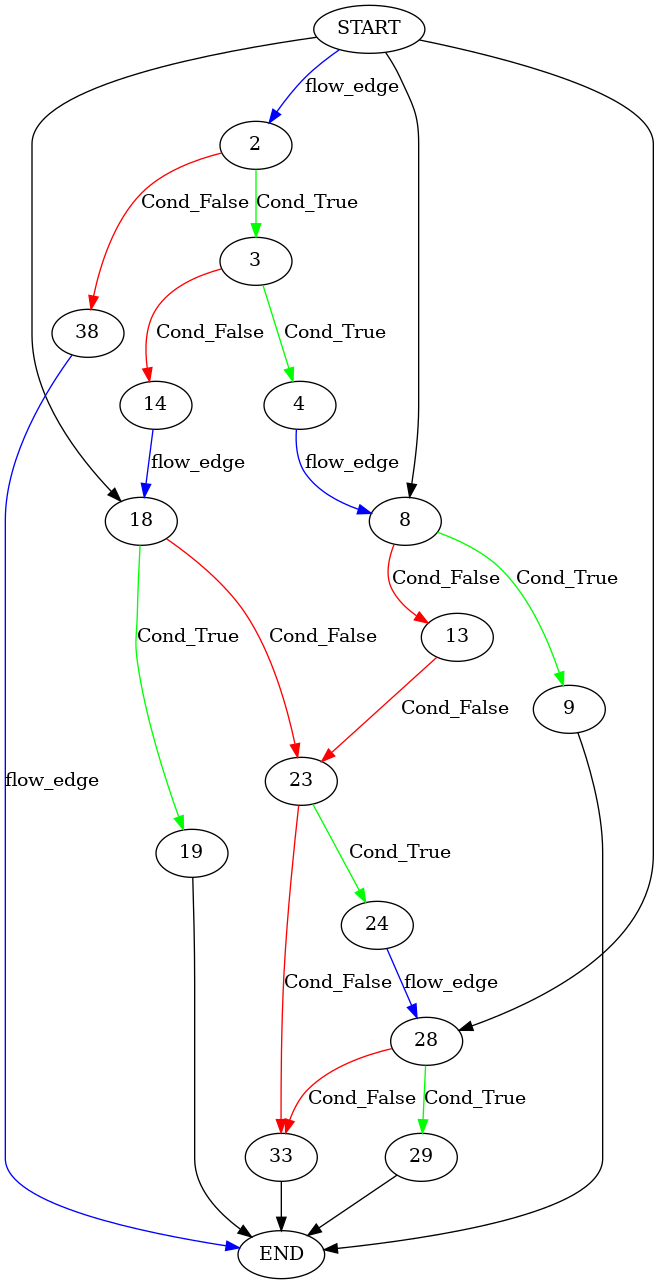 START
flow_edge
2
Cond_False
Cond_True
3
38
Cond_False
Cond_True
14
4
flow_edge
flow_edge
18
8
Cond_False
Cond_True
Cond_True
Cond_False
13
Cond_False
9
flow_edge
23
19
Cond_True
24
Cond_False
flow_edge
28
Cond_False
Cond_True
33
29
END